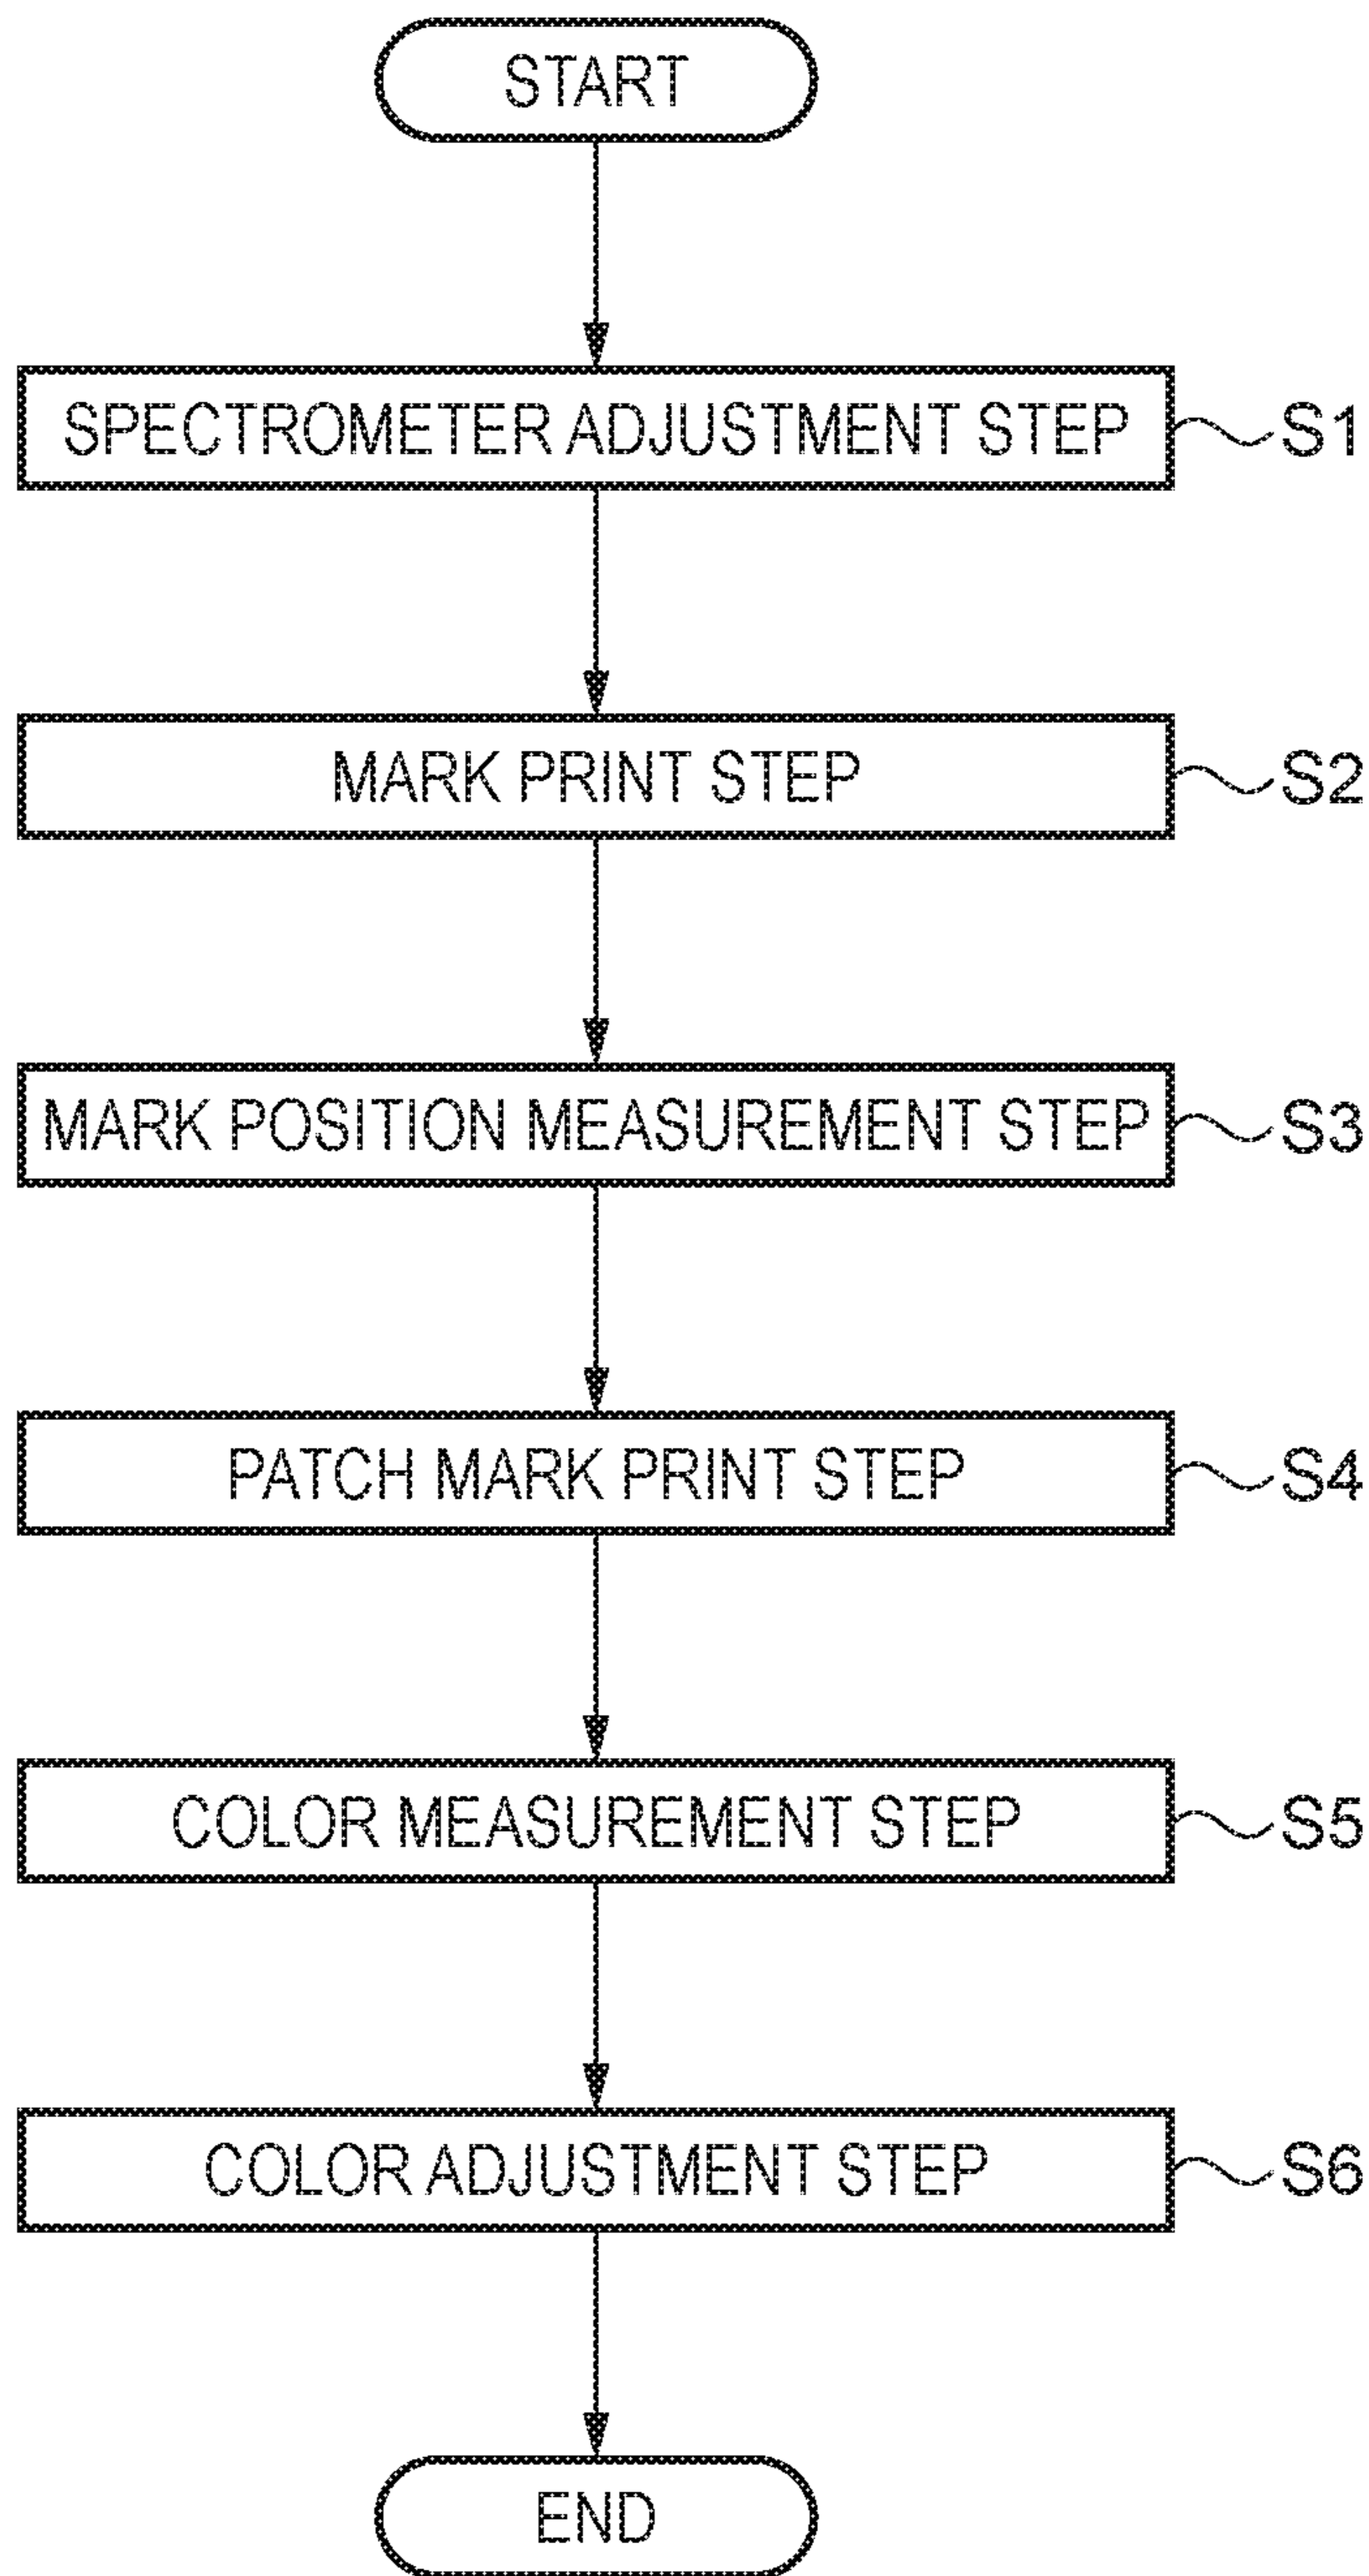 START
SPECTROMETER ADJUSTMENT STEP S1
MARK PRINT STEP S2
MARK POSITION MEASUREMENT STEP S3
PATCH MARK PRINT STEP S4
COLOR MEASUREMENT STEP S5
COLOR ADJUSTMENT STEP S6
END